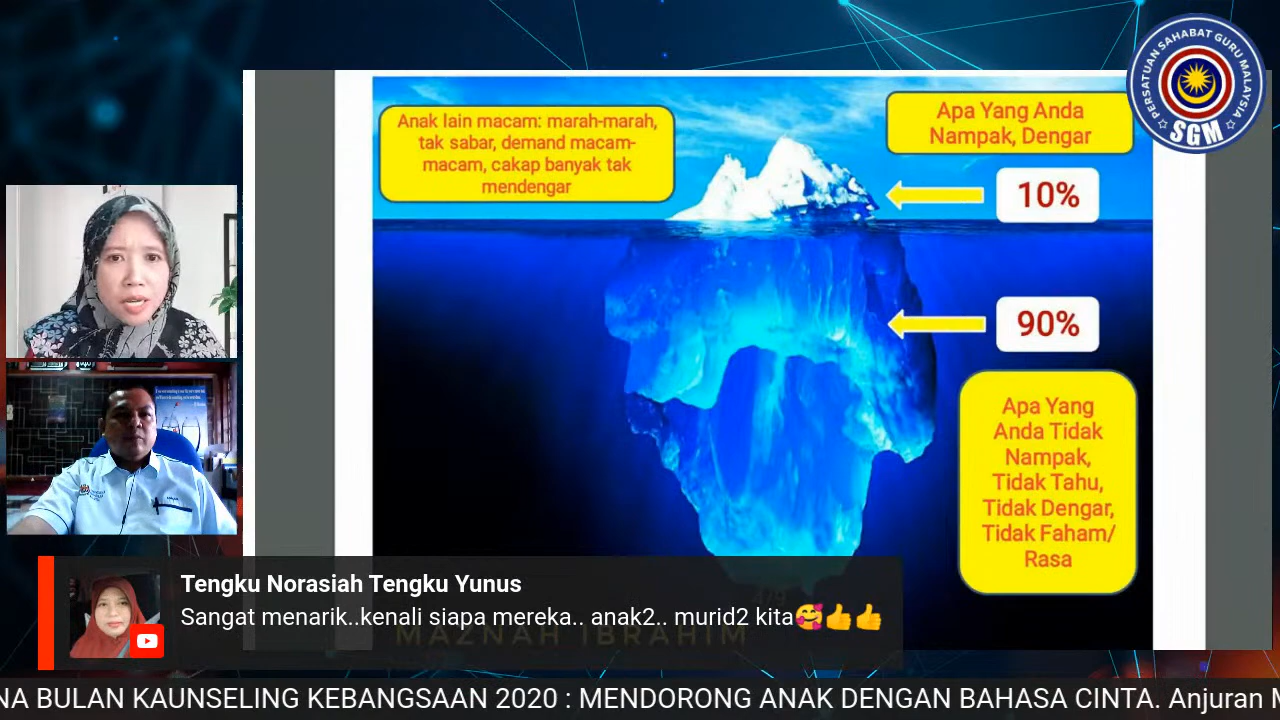 Anak lain macam: marah-marah,
tak sabar, demand macam-
macam, cakap banyak tak
mendengar
Apa Yang Anda
Nampak, Dengar
10%
90%
Apa Yang
Anda Tidak
Nampak,
Tidak Tahu,
Tidak Dengar,
Tidak Faham/
Rasa
PERSATUAN SAHABAT GURU MALAYSIA
SGM
Tengku Norasiah Tengku Yunus
Sangat menarik..kenali siapa mereka.. anak2.. murid2 kita🥰👍👍
MAZNAH IBRAHIM
NA BULAN KAUNSELING KEBANGSAAN 2020 : MENDORONG ANAK DENGAN BAHASA CINTA. Anjuran M